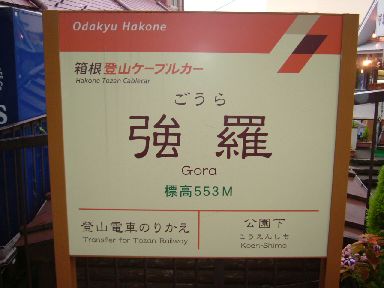 Odakyu Hakone
箱根登山ケーブルカー
Hakone Tozan Cablecar
ごうら
強羅
Gora
標高553M
登山電車のりかえ
Transfer for Tozan Railway
公園下
こうえんしも
Koen-Shimo